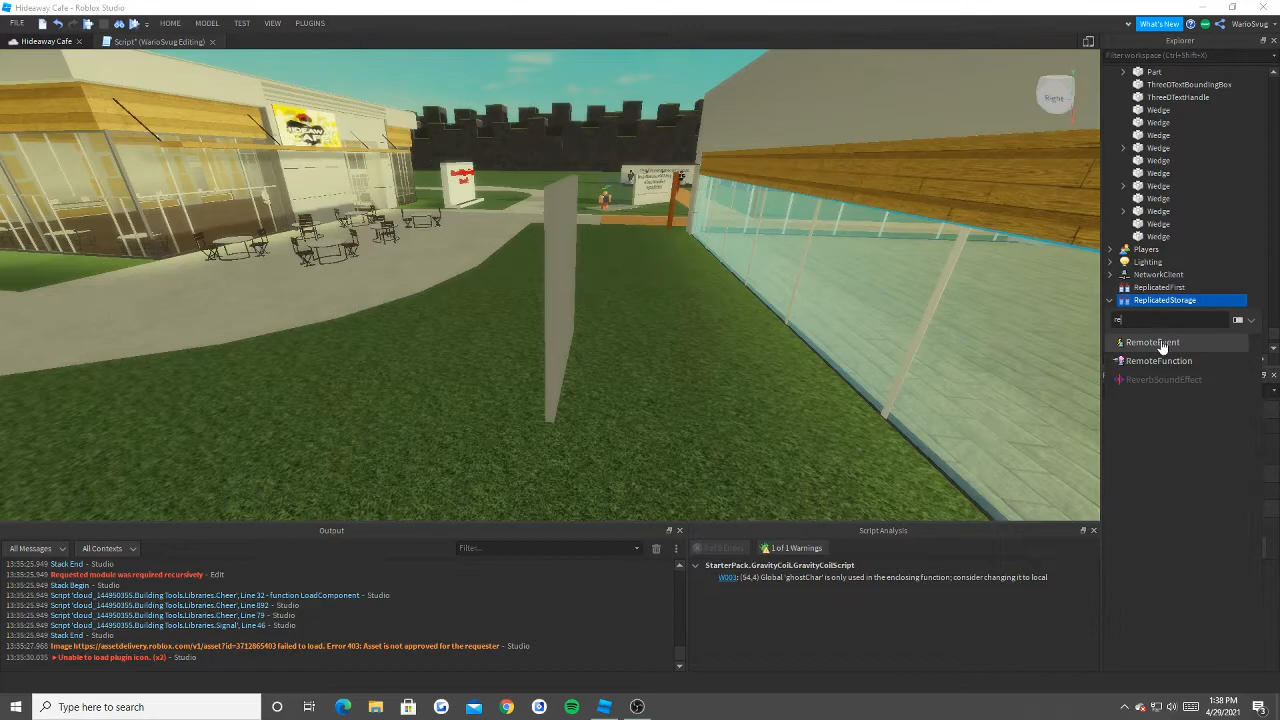 Hideaway Cafe - Roblox Studio
FILE HOME MODEL TEST VIEW PLUGINS What's New WarioSvug
Hideaway Cafe Script* (WarioSvug Editing)
Explorer
Filter workspace (Ctrl+Shift+X)
Part
ThreeDTextBoundingBox
ThreeDTextHandle
Wedge
Wedge
Wedge
Wedge
Wedge
Wedge
Wedge
Wedge
Wedge
Wedge
Wedge
Players
Lighting
NetworkClient
ReplicatedFirst
ReplicatedStorage
re
RemoteEvent
RemoteFunction
ReverbSoundEffect
Right
HIDEAWAY
CAFE
Output
All Messages All Contexts Filter...
Stack End - Studio
13:35:25.949 Requested module was required recursively - Edit
13:35:25.949 Stack Begin - Studio
13:35:25.949 Script 'cloud_144950355.Building Tools.Libraries.Cheer', Line 32 - function LoadComponent - Studio
13:35:25.949 Script 'cloud_144950355.Building Tools.Libraries.Cheer', Line 892 - Studio
13:35:25.949 Script 'cloud_144950355.Building Tools.Libraries.Cheer', Line 79 - Studio
13:35:25.949 Script 'cloud_144950355.Building Tools.Libraries.Signal', Line 46 - Studio
13:35:25.949 Stack End - Studio
13:35:27.968 Image https://assetdelivery.roblox.com/v1/asset?id=3712865403 failed to load. Error 403: Asset is not approved for the requester - Studio
13:35:30.035 Unable to load plugin icon. (x2) - Studio
Script Analysis
1 of 1 Warnings
StarterPack.GravityCoil.GravityCoilScript
W003: (54,4) Global 'ghostChar' is only used in the enclosing function; consider changing it to local
Type here to search
1:38 PM
4/29/2021